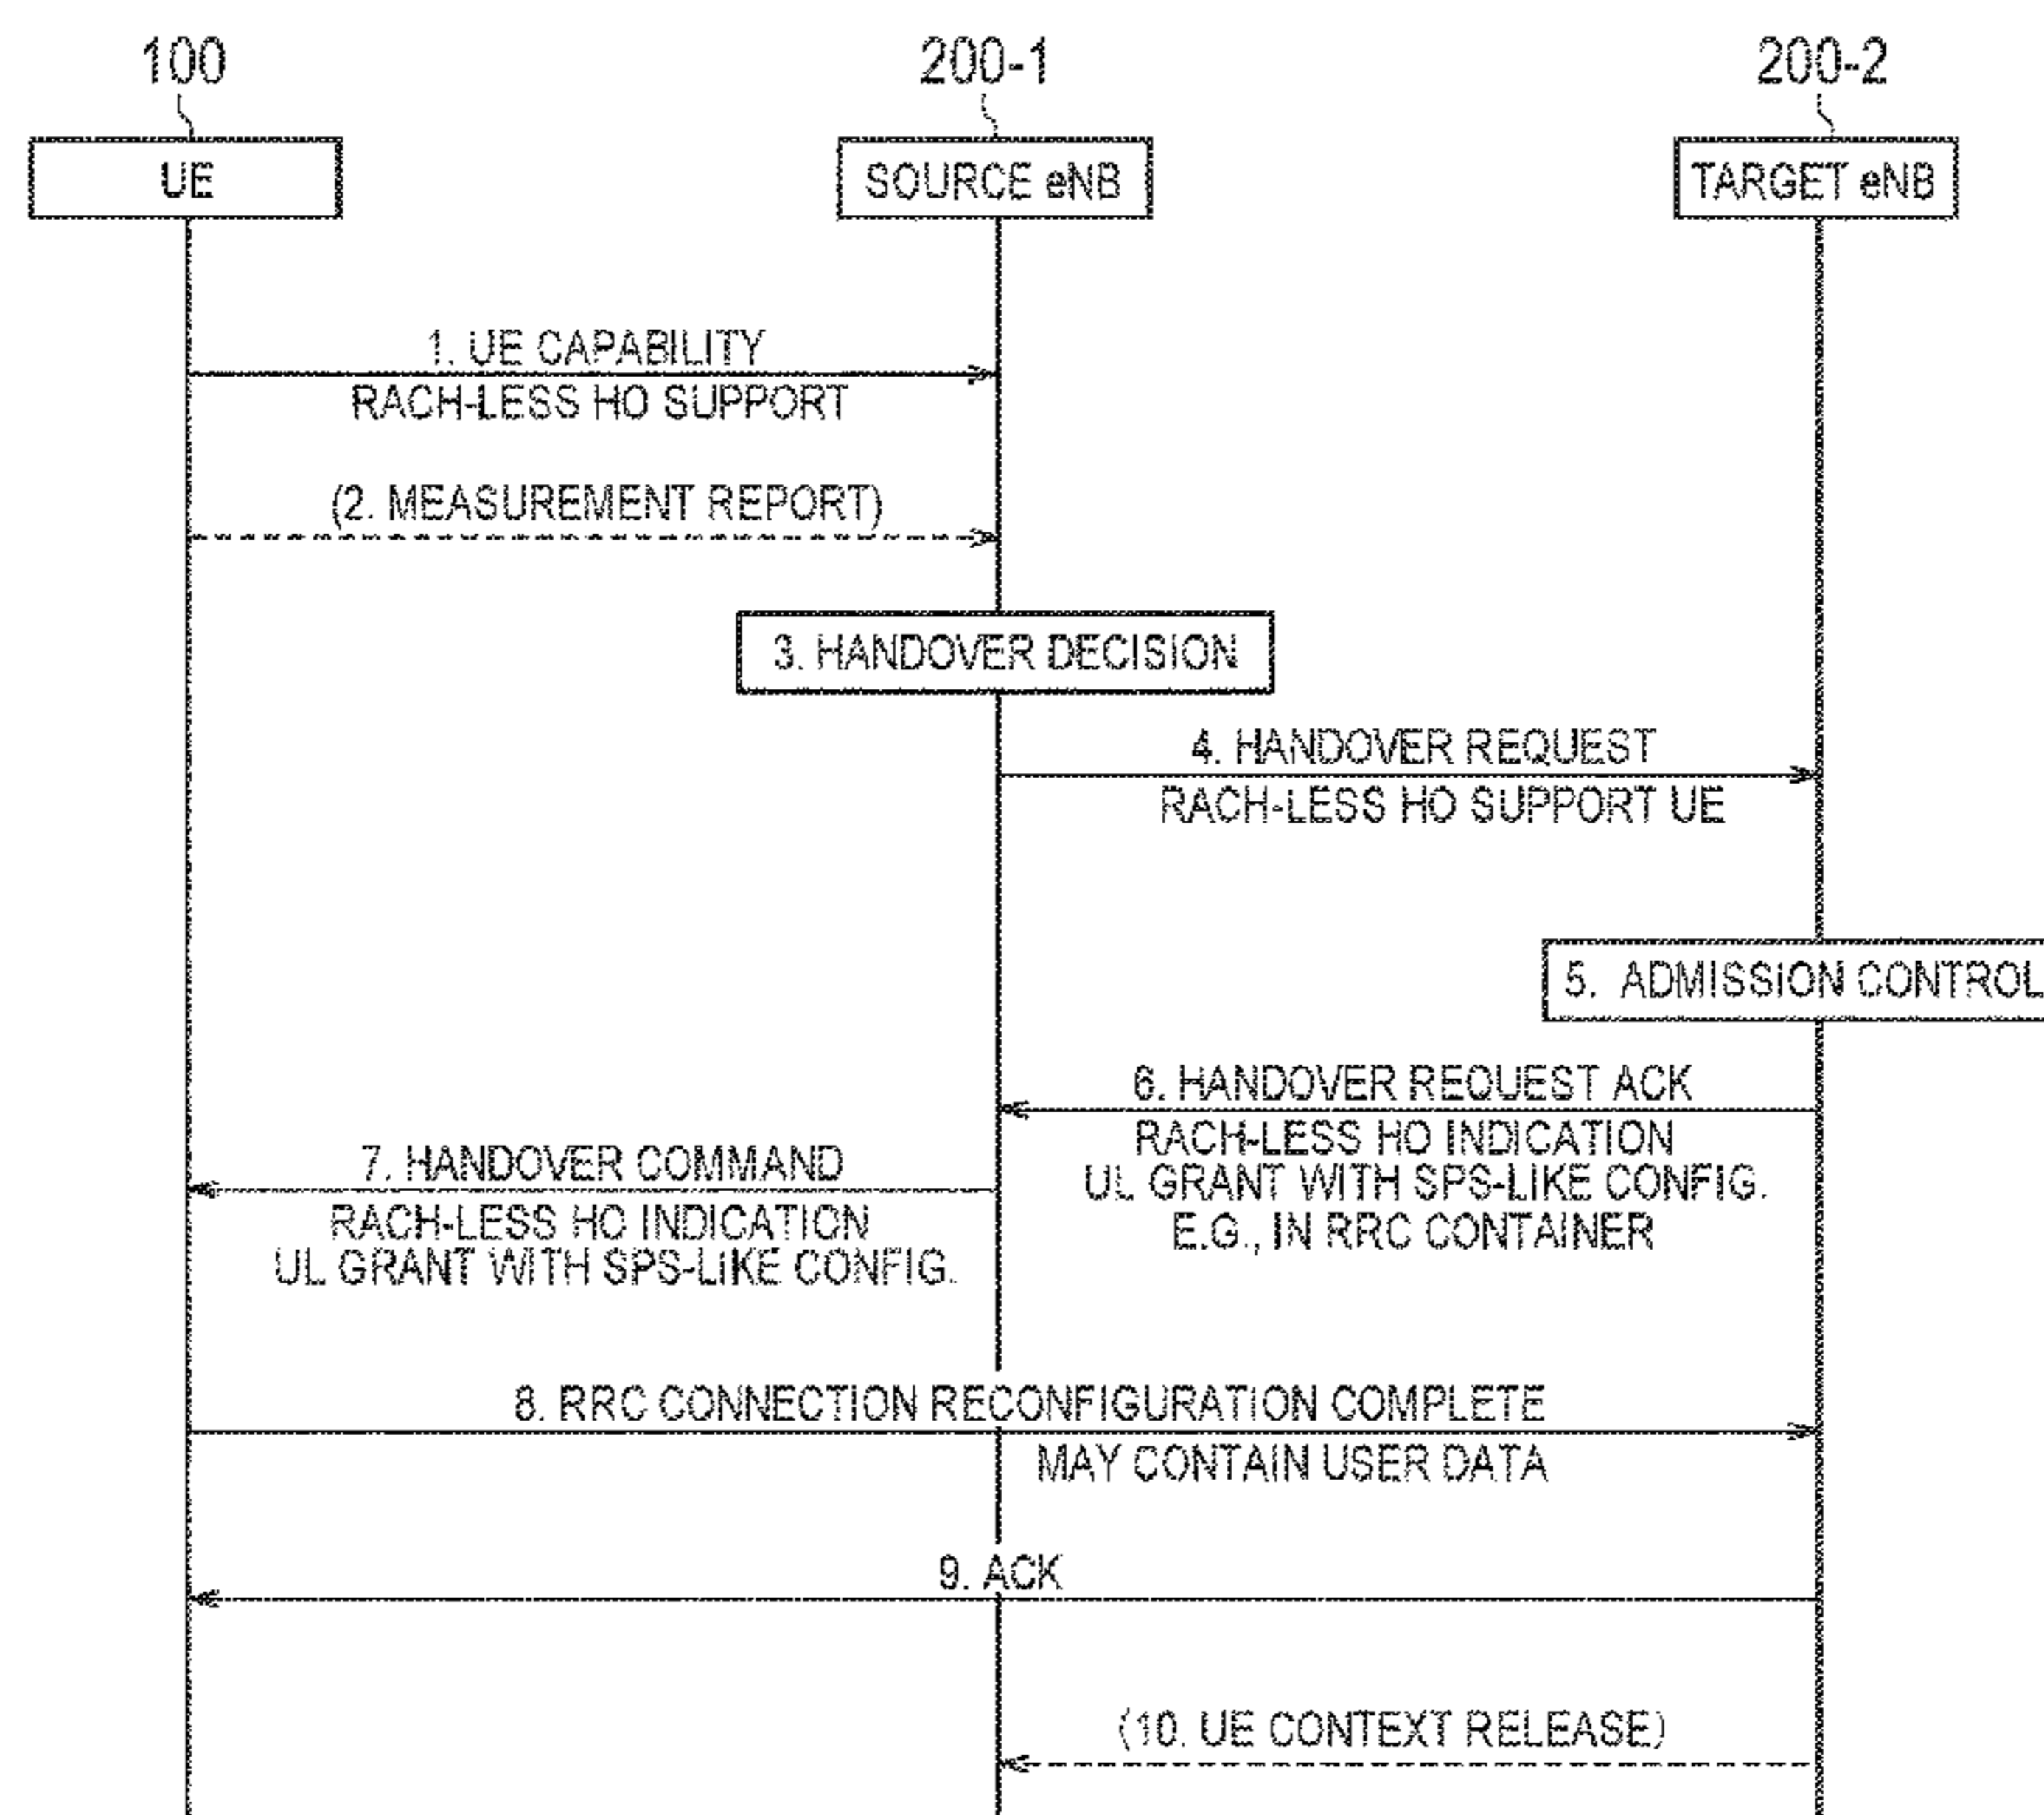 100
200-1
200-2
UE
SOURCE eNB
TARGET eNB
1. UE CAPABILITY
RACH-LESS HO SUPPORT
(2. MEASUREMENT REPORT)
3. HANDOVER DECISION
4. HANDOVER REQUEST
RACH-LESS HO SUPPORT UE
5. ADMISSION CONTROL
6. HANDOVER REQUEST ACK
RACH-LESS HO INDICATION
UL GRANT WITH SPS-LIKE CONFIG.
E.G., IN RRC CONTAINER
7. HANDOVER COMMAND
RACH-LESS HO INDICATION
UL GRANT WITH SPS-LIKE CONFIG.
8. RRC CONNECTION RECONFIGURATION COMPLETE
MAY CONTAIN USER DATA
9. ACK
(10. UE CONTEXT RELEASE)